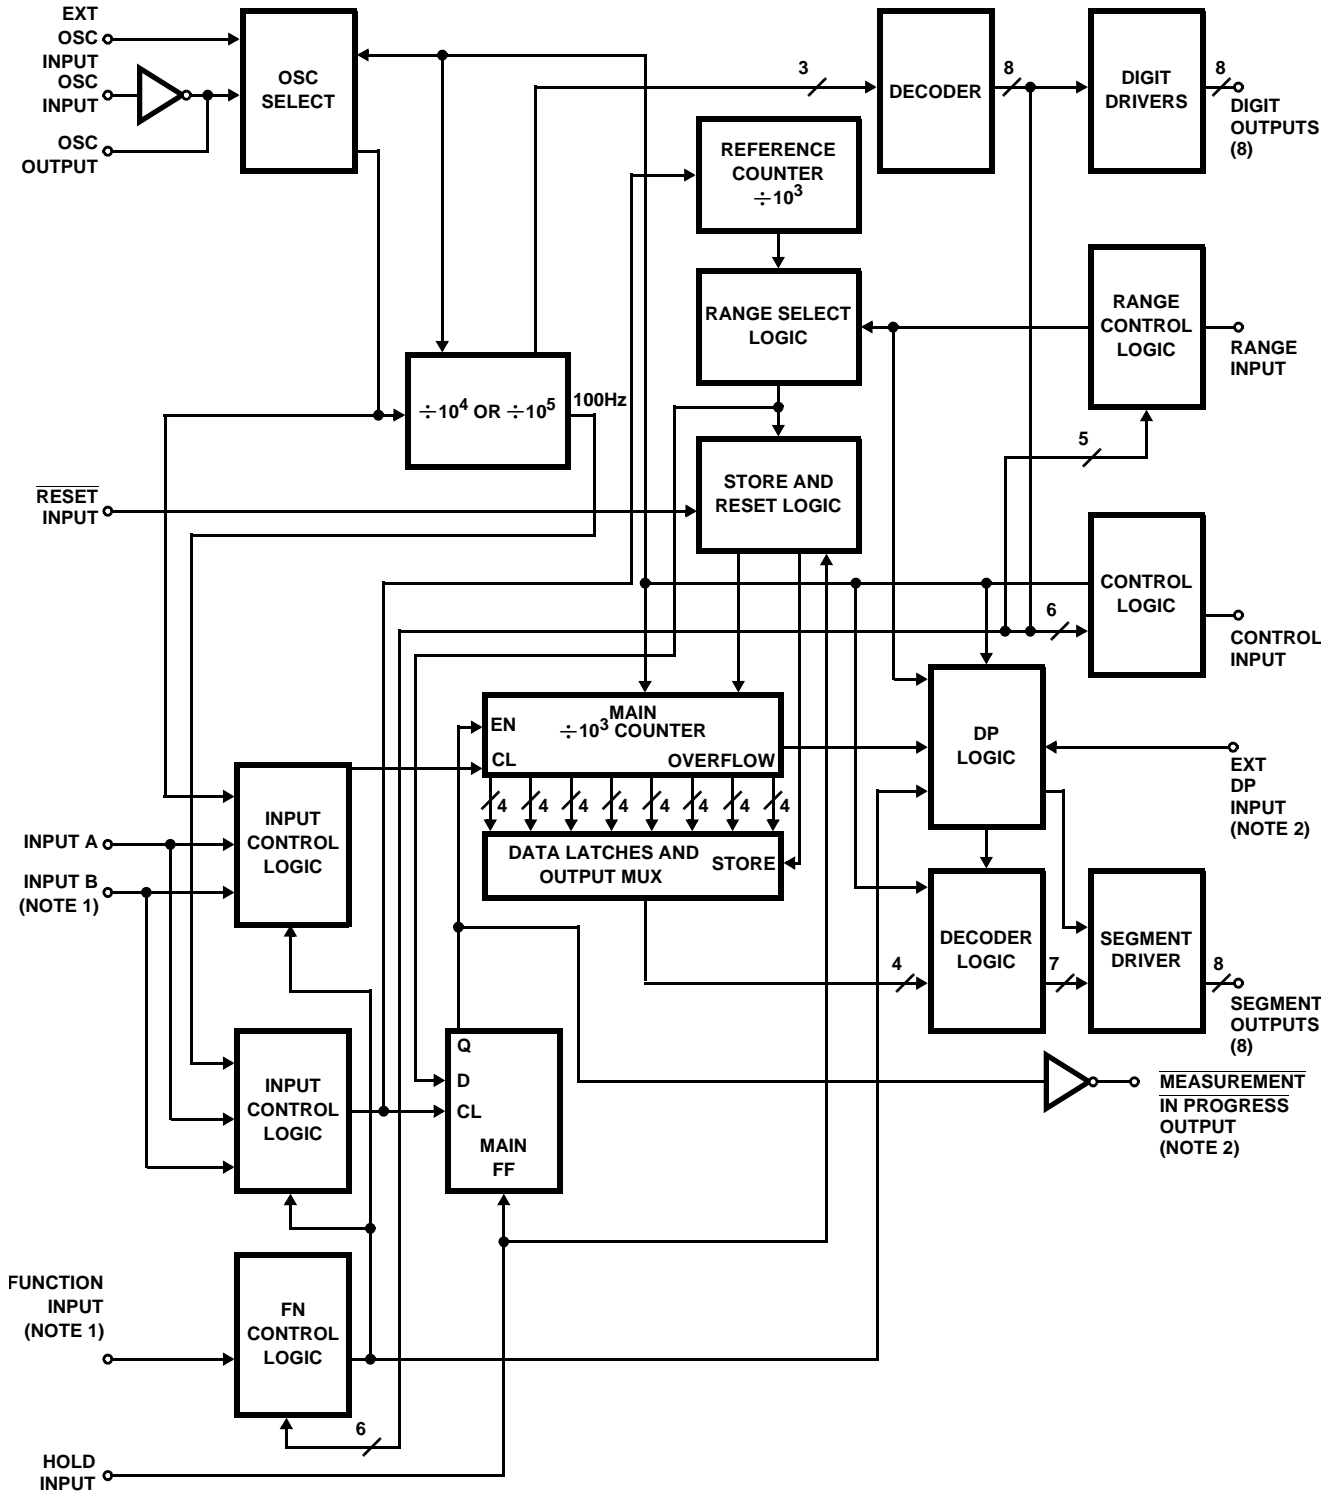 EXT
OSC
INPUT
OSC
INPUT
OSC
OUTPUT
OSC
SELECT
3
DECODER
8
DIGIT
DRIVERS
8
DIGIT
OUTPUTS
(8)
REFERENCE
COUNTER
÷10³
RANGE SELECT
LOGIC
RANGE
CONTROL
LOGIC
RANGE
INPUT
÷10⁴ OR ÷10⁵
100Hz
5
RESET
INPUT
STORE AND
RESET LOGIC
CONTROL
LOGIC
6
CONTROL
INPUT
MAIN
÷10³ COUNTER
EN
CL
OVERFLOW
DP
LOGIC
EXT
DP
INPUT
(NOTE 2)
4 4 4 4 4 4 4 4
INPUT A
INPUT B
(NOTE 1)
INPUT
CONTROL
LOGIC
DATA LATCHES AND
OUTPUT MUX
STORE
4
DECODER
LOGIC
7
SEGMENT
DRIVER
8
SEGMENT
OUTPUTS
(8)
INPUT
CONTROL
LOGIC
Q
D
CL
MAIN
FF
MEASUREMENT
IN PROGRESS
OUTPUT
(NOTE 2)
FUNCTION
INPUT
(NOTE 1)
FN
CONTROL
LOGIC
6
HOLD
INPUT